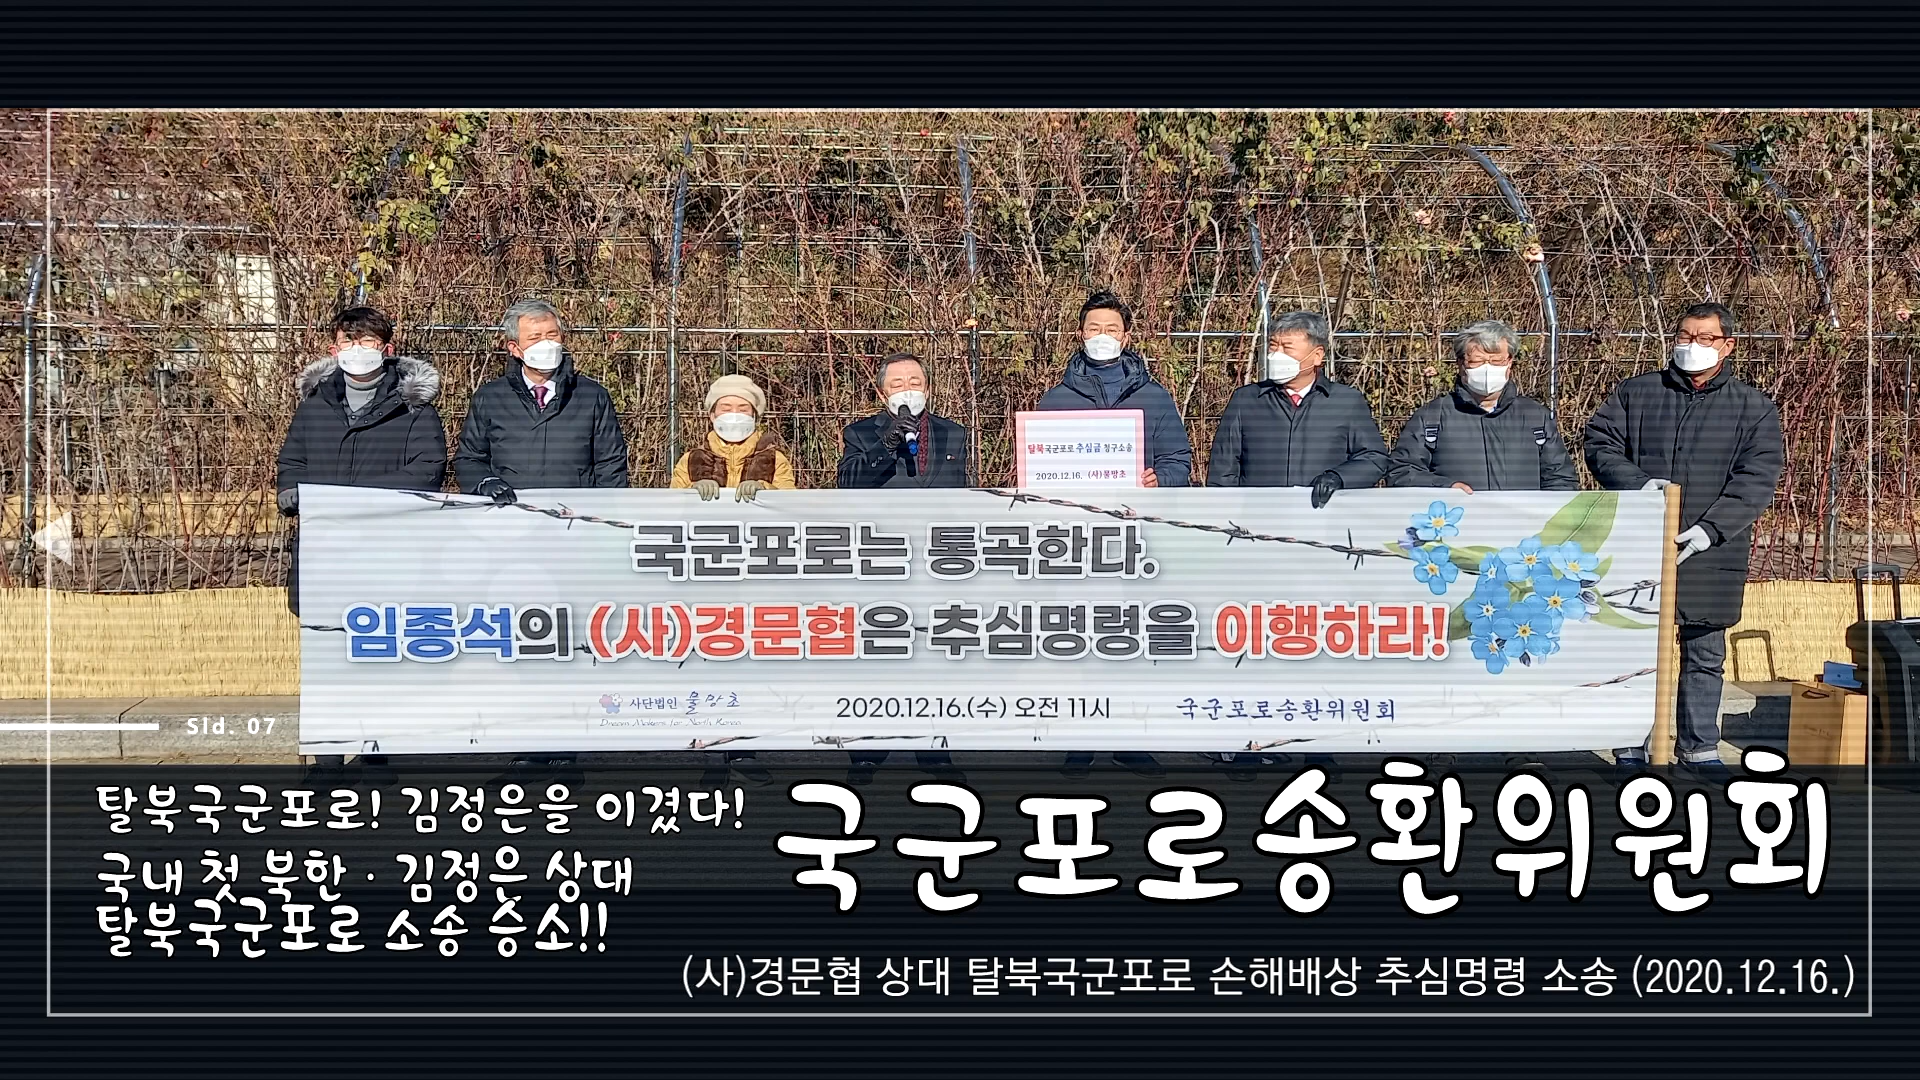 탈북국군포로 추심금 청구소송
2020.12.16. (사)물망초
국군포로는 통곡한다.
임종석의 (사)경문협은 추심명령을 이행하라!
사단법인 물망초
Dream Makers for North Korea
2020.12.16.(수) 오전 11시
국군포로송환위원회
Sld. 07
탈북국군포로! 김정은을 이겼다!
국내 첫 북한·김정은 상대
탈북국군포로 소송 승소!!
국군포로송환위원회
(사)경문협 상대 탈북국군포로 손해배상 추심명령 소송 (2020.12.16.)